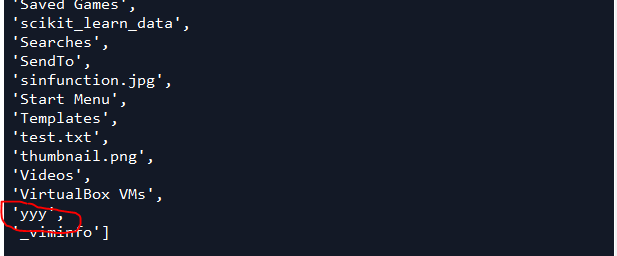 'Saved Games',
'scikit_learn_data',
'Searches',
'SendTo',
'sinfunction.jpg',
'Start Menu',
'Templates',
'test.txt',
'thumbnail.png',
'Videos',
'VirtualBox VMs',
'yyy',
'_viminfo']